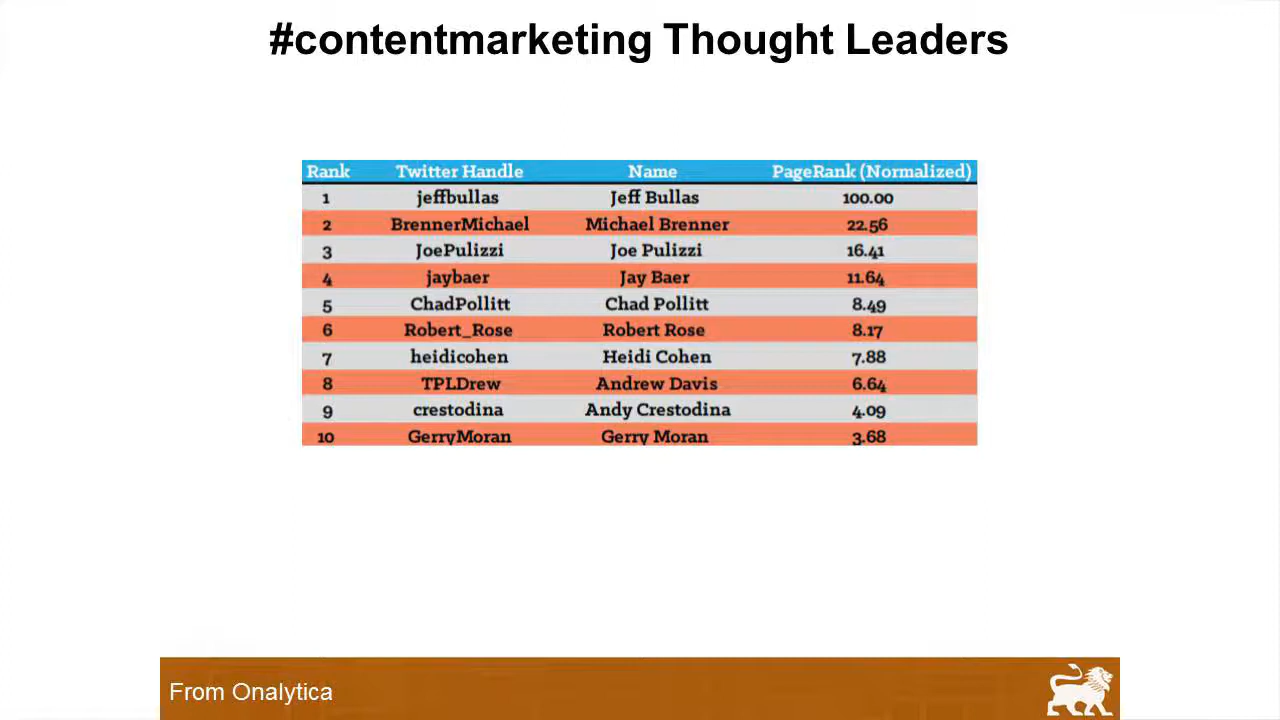 #contentmarketing Thought Leaders
Rank Twitter Handle Name PageRank (Normalized)
1 jeffbullas Jeff Bullas 100.00
2 BrennerMichael Michael Brenner 22.56
3 JoePulizzi Joe Pulizzi 16.41
4 jaybaer Jay Baer 11.64
5 ChadPollitt Chad Pollitt 8.49
6 Robert_Rose Robert Rose 8.17
7 heidicohen Heidi Cohen 7.88
8 TPLDrew Andrew Davis 6.64
9 crestodina Andy Crestodina 4.09
10 GerryMoran Gerry Moran 3.68
From Onalytica